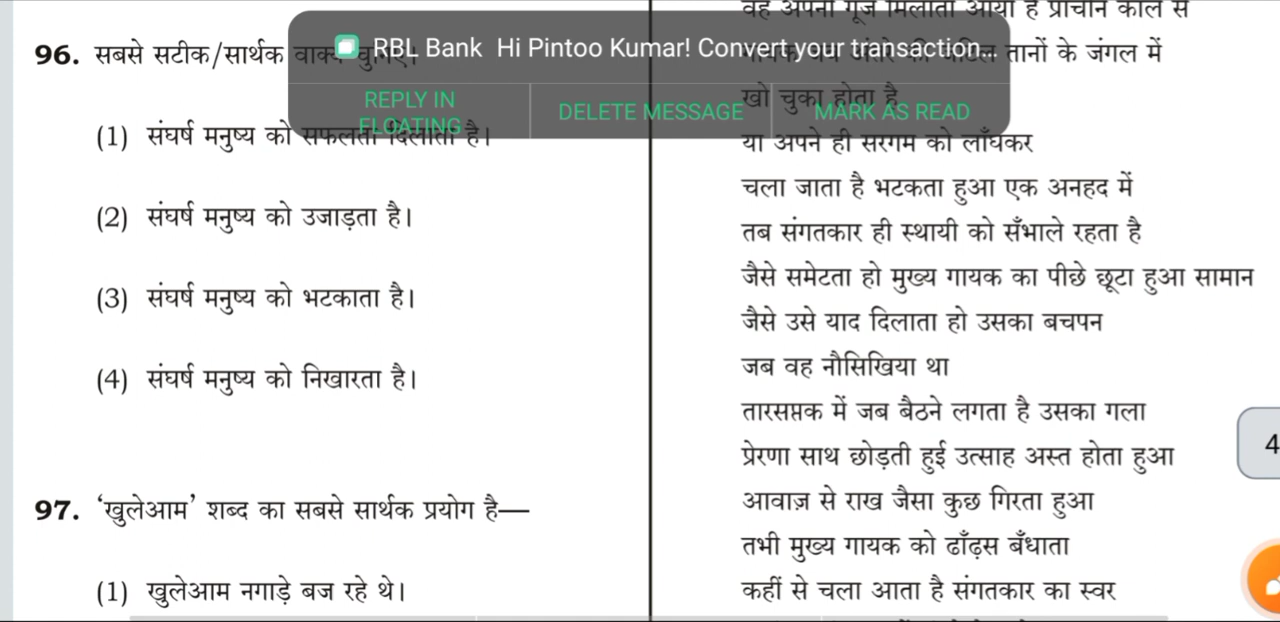 96. सबसे सटीक/सार्थक
(1) संघर्ष मनुष्य को सफलता दिलाता है।
(2) संघर्ष मनुष्य को उजाड़ता है।
(3) संघर्ष मनुष्य को भटकाता है।
(4) संघर्ष मनुष्य को निखारता है।
97. ‘खुलेआम’ शब्द का सबसे सार्थक प्रयोग है—
(1) खुलेआम नगाड़े बज रहे थे।
RBL Bank Hi Pintoo Kumar! Convert your transaction...
REPLY IN
FLOATING
DELETE MESSAGE
MARK AS READ
वह अपनी गूँज मिलाता आया है प्राचीन काल से
तानों के जंगल में
खो चुका होता है
या अपने ही सरगम को लाँघकर
चला जाता है भटकता हुआ एक अनहद में
तब संगतकार ही स्थायी को सँभाले रहता है
जैसे समेटता हो मुख्य गायक का पीछे छूटा हुआ सामान
जैसे उसे याद दिलाता हो उसका बचपन
जब वह नौसिखिया था
तारसप्तक में जब बैठने लगता है उसका गला
प्रेरणा साथ छोड़ती हुई उत्साह अस्त होता हुआ
आवाज़ से राख जैसा कुछ गिरता हुआ
तभी मुख्य गायक को ढाँढ़स बँधाता
कहीं से चला आता है संगतकार का स्वर
4